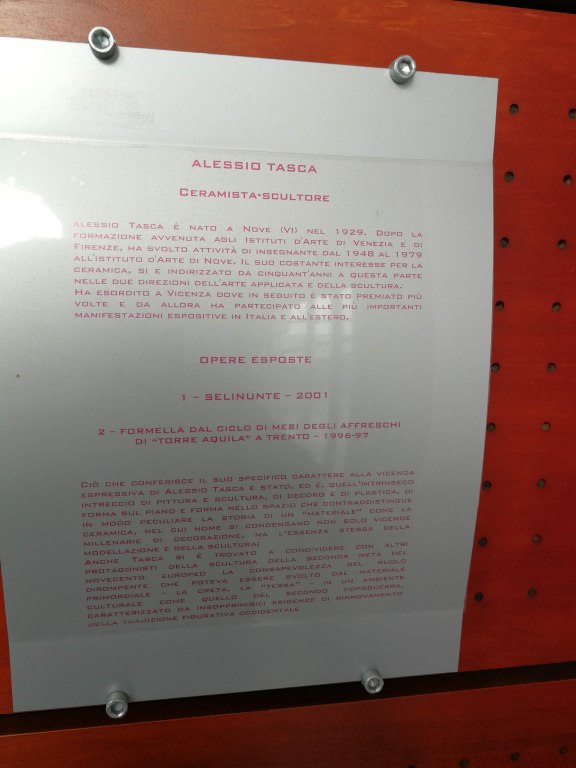 ALESSIO TASCA
CERAMISTA-SCULTORE
ALESSIO TASCA È NATO A NOVE (VI) NEL 1929. DOPO LA
FORMAZIONE AVVENUTA AGLI ISTITUTI D'ARTE DI VENEZIA E DI
FIRENZE, HA SVOLTO ATTIVITÀ DI INSEGNANTE DAL 1948 AL 1979
ALL'ISTITUTO D'ARTE DI NOVE. IL SUO COSTANTE INTERESSE PER LA
CERAMICA, SI E INDIRIZZATO DA CINQUANT'ANNI A QUESTA PARTE
NELLE DUE DIREZIONI DELL'ARTE APPLICATA E DELLA SCULTURA.
HA ESORDITO A VICENZA DOVE IN SEGUITO È STATO PREMIATO PIÙ
VOLTE E DA ALLORA HA PARTECIPATO ALLE PIÙ IMPORTANTI
MANIFESTAZIONI ESPOSITIVE IN ITALIA E ALL'ESTERO.
OPERE ESPOSTE
1 – SELINUNTE – 2001
2 – FORMELLA DAL CICLO DI MESI DEGLI AFFRESCHI
DI "TORRE AQUILA" A TRENTO – 1996-97
CIÒ CHE CONFERISCE IL SUO SPECIFICO CARATTERE ALLA VICENDA
ESPRESSIVA DI ALESSIO TASCA È STATO, ED È, QUELL'INTRINSECO
INTRECCIO DI PITTURA E SCULTURA, DI DECORO E DI PLASTICA, DI
FORMA SUL PIANO E FORMA NELLO SPAZIO CHE CONTRADDISTINGUE
IN MODO PECULIARE LA STORIA DI UN "MATERIALE" COME LA
CERAMICA, NEL CUI NOME SI CONDENSANO NON SOLO VICENDE
MILLENARIE DI DECORAZIONE, MA L'ESSENZA STESSA DELLA
MODELLAZIONE E DELLA SCULTURA!
ANCHE TASCA SI È TROVATO A CONDIVIDERE CON ALTRI
PROTAGONISTI DELLA SCULTURA DELLA SECONDA METÀ DEL
NOVECENTO EUROPEO LA CONSAPEVOLEZZA DEL RUOLO
DIROMPENTE CHE POTEVA ESSERE SVOLTO DAL MATERIALE
PRIMORDIALE – LA CRETA, LA "TERRA" – IN UN AMBIENTE
CULTURALE COME QUELLO DEL SECONDO DOPOGUERRA,
CARATTERIZZATO DA INSOPPRIMIBILI ESIGENZE DI RINNOVAMENTO
DELLA TRADIZIONE FIGURATIVA OCCIDENTALE